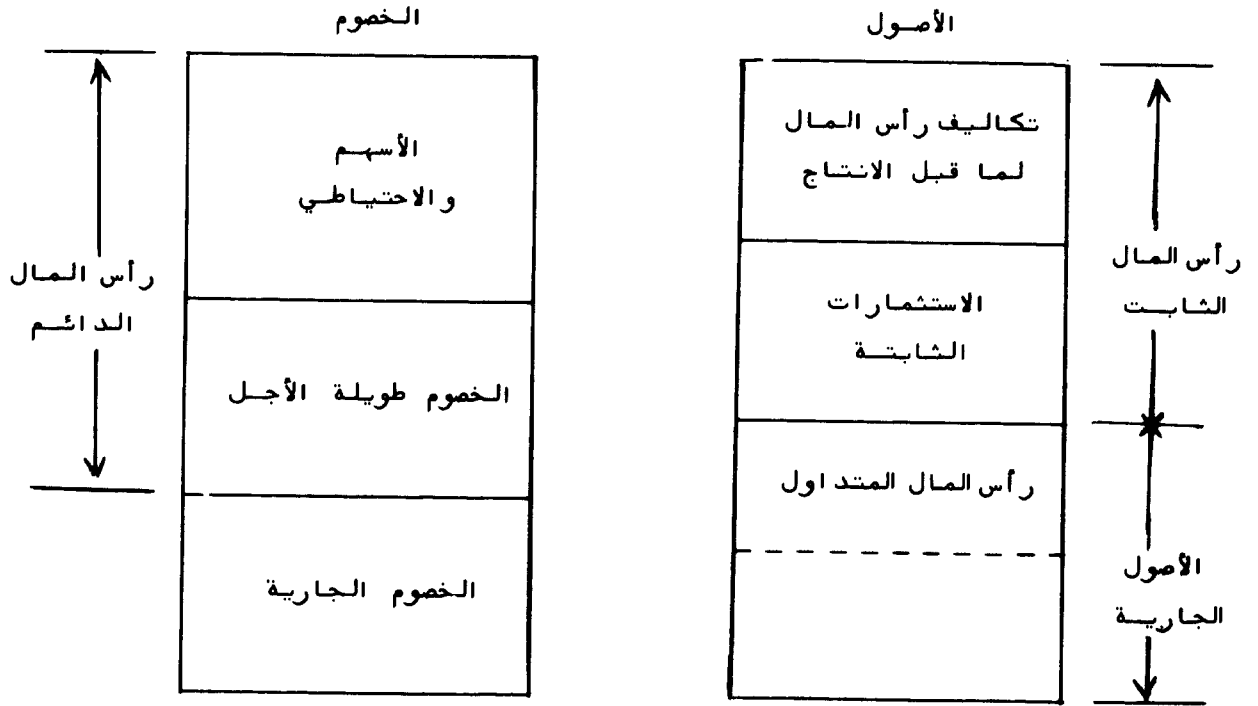 الأصول
تكاليف رأس المال
لما قبل الانتاج
الاستثمارات
الثابتة
رأس المال المتداول
رأس المال
الثابت
الأصول
الجارية
الخصوم
الأسهم
والاحتياطي
الخصوم طويلة الأجل
الخصوم الجارية
رأس المال
الدائم